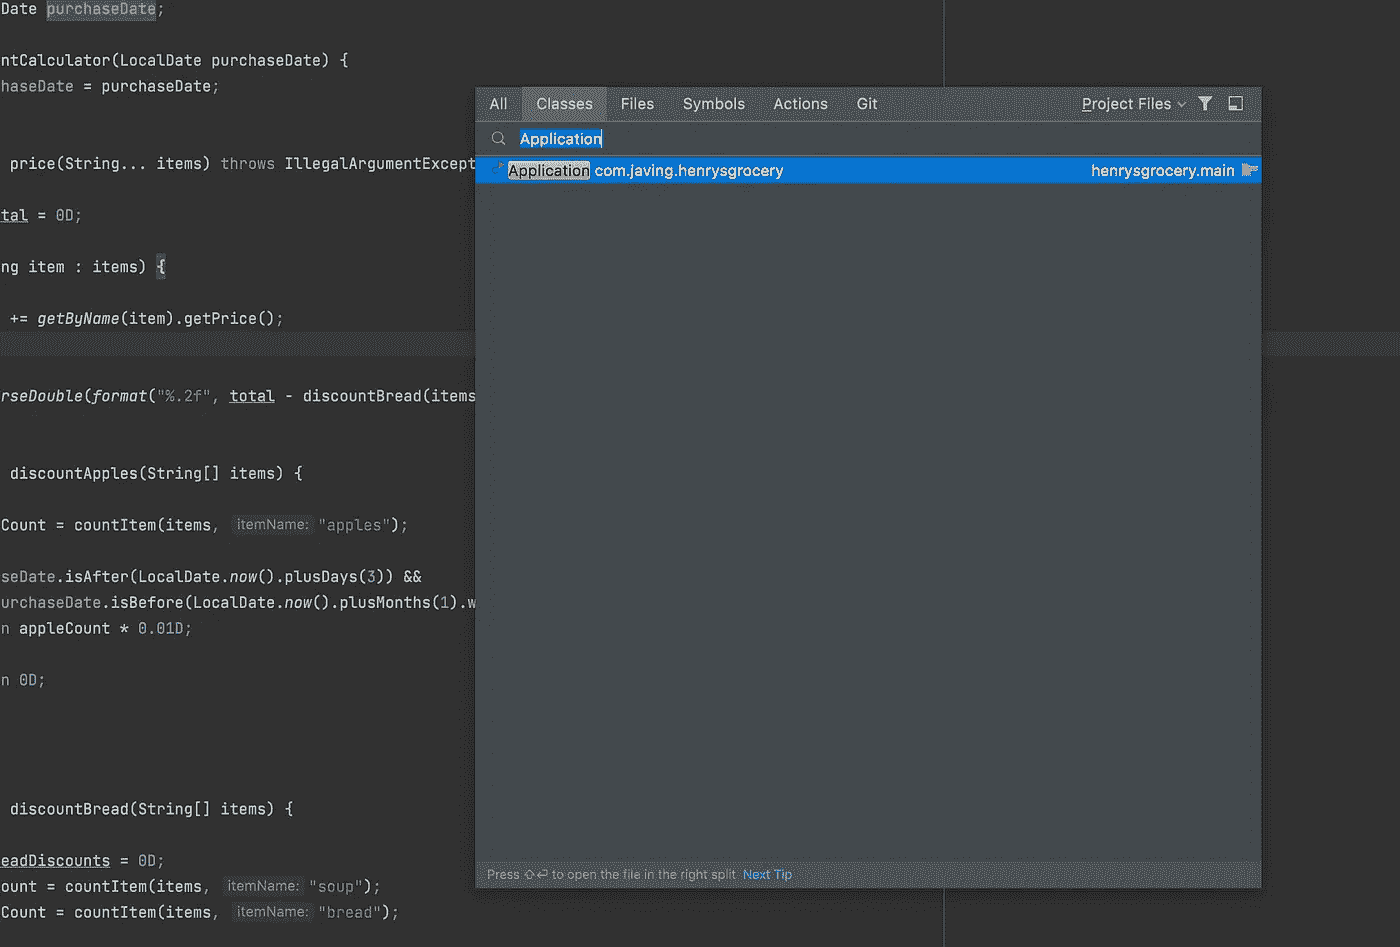 Date purchaseDate;
ntCalculator(LocalDate purchaseDate) {
haseDate = purchaseDate;
price(String... items) throws IllegalArgumentExcept
tal = 0D;
ng item : items) {
+= getByName(item).getPrice();
rseDouble(format("%.2f", total - discountBread(items
discountApples(String[] items) {
Count = countItem(items, itemName: "apples");
seDate.isAfter(LocalDate.now().plusDays(3)) &&
urchaseDate.isBefore(LocalDate.now().plusMonths(1).w
n appleCount * 0.01D;
n 0D;
discountBread(String[] items) {
eadDiscounts = 0D;
ount = countItem(items, itemName: "soup");
Count = countItem(items, itemName: "bread");
All Classes Files Symbols Actions Git Project Files
Application
Application com.javing.henrysgrocery henrysgrocery.main
Press ⇧⏎ to open the file in the right split Next Tip